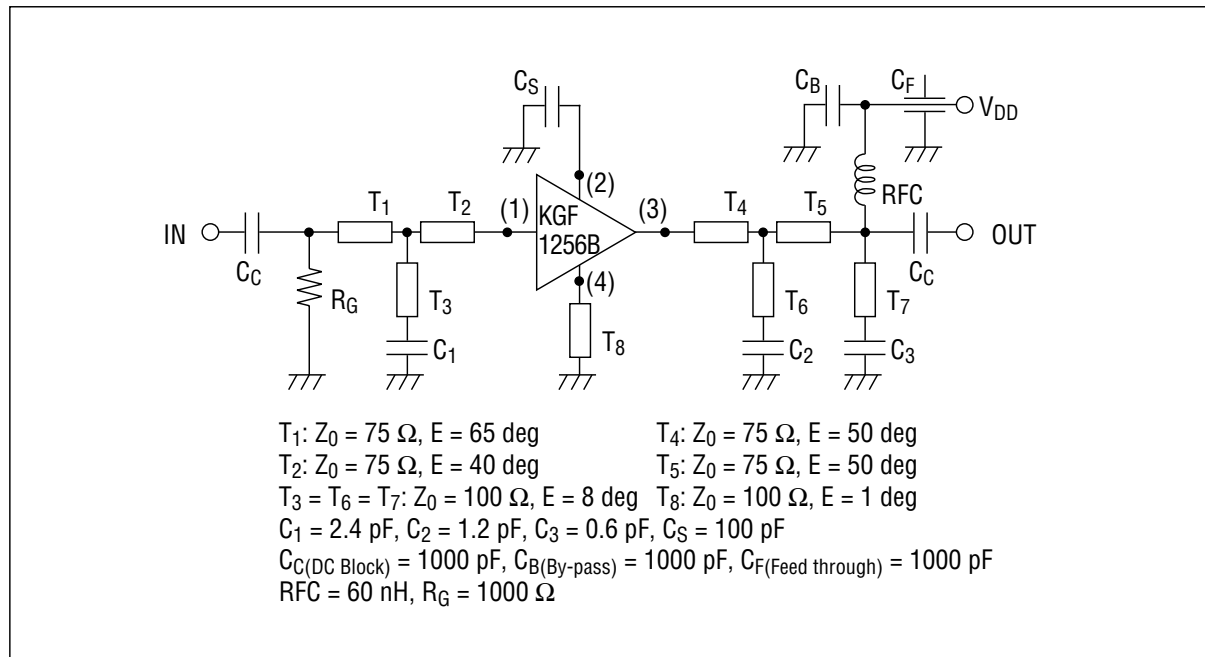 C_S
C_B C_F
V_DD
(2)
RFC
T_1 T_2 (1) KGF 1256B (3) T_4 T_5
IN OUT
C_C C_C
(4)
R_G T_3 T_6 T_7
T_8
C_1 C_2 C_3
T_1: Z_0 = 75 Ω, E = 65 deg T_4: Z_0 = 75 Ω, E = 50 deg
T_2: Z_0 = 75 Ω, E = 40 deg T_5: Z_0 = 75 Ω, E = 50 deg
T_3 = T_6 = T_7: Z_0 = 100 Ω, E = 8 deg T_8: Z_0 = 100 Ω, E = 1 deg
C_1 = 2.4 pF, C_2 = 1.2 pF, C_3 = 0.6 pF, C_S = 100 pF
C_C(DC Block) = 1000 pF, C_B(By-pass) = 1000 pF, C_F(Feed through) = 1000 pF
RFC = 60 nH, R_G = 1000 Ω